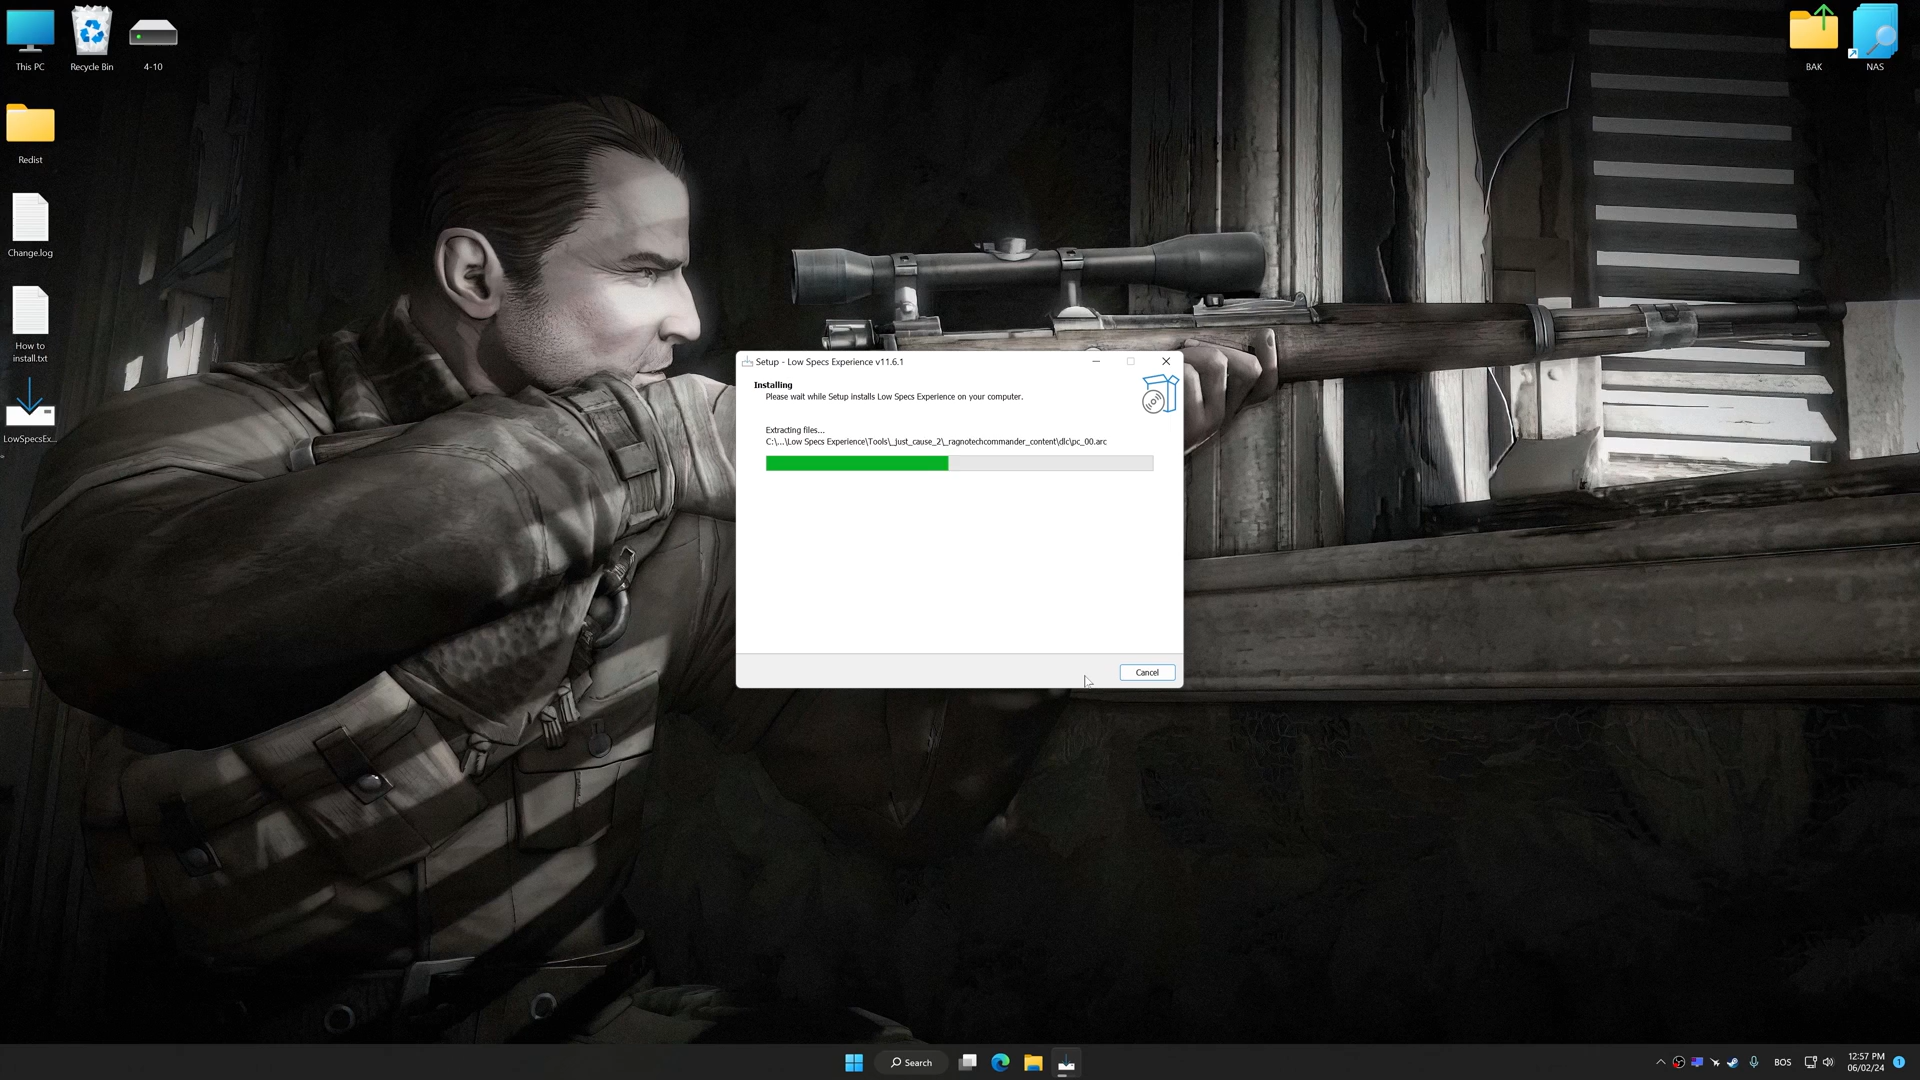 This PC
Recycle Bin
4-10
BAK
NAS
Redist
Change.log
How to
install.txt
LowSpecsEx...
Setup - Low Specs Experience v11.6.1
Installing
Please wait while Setup installs Low Specs Experience on your computer.
Extracting files...
C:\...\Low Specs Experience\Tools\_just_cause_2\_ragnotechcommander_content\dlc\pc_00.arc
Cancel
Search
BOS
12:57 PM
06/02/24
1